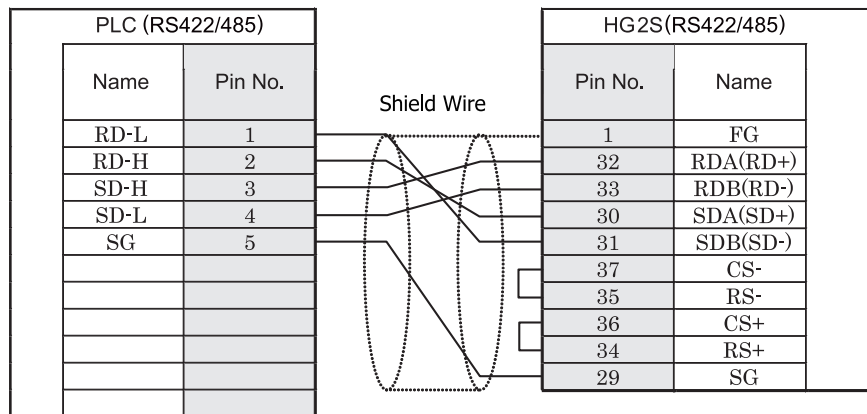 PLC (RS422/485) HG2S(RS422/485)
Name Pin No. Pin No. Name
Shield Wire
RD-L 1 1 FG
RD-H 2 32 RDA(RD+)
SD-H 3 33 RDB(RD-)
SD-L 4 30 SDA(SD+)
SG 5 31 SDB(SD-)
37 CS-
35 RS-
36 CS+
34 RS+
29 SG